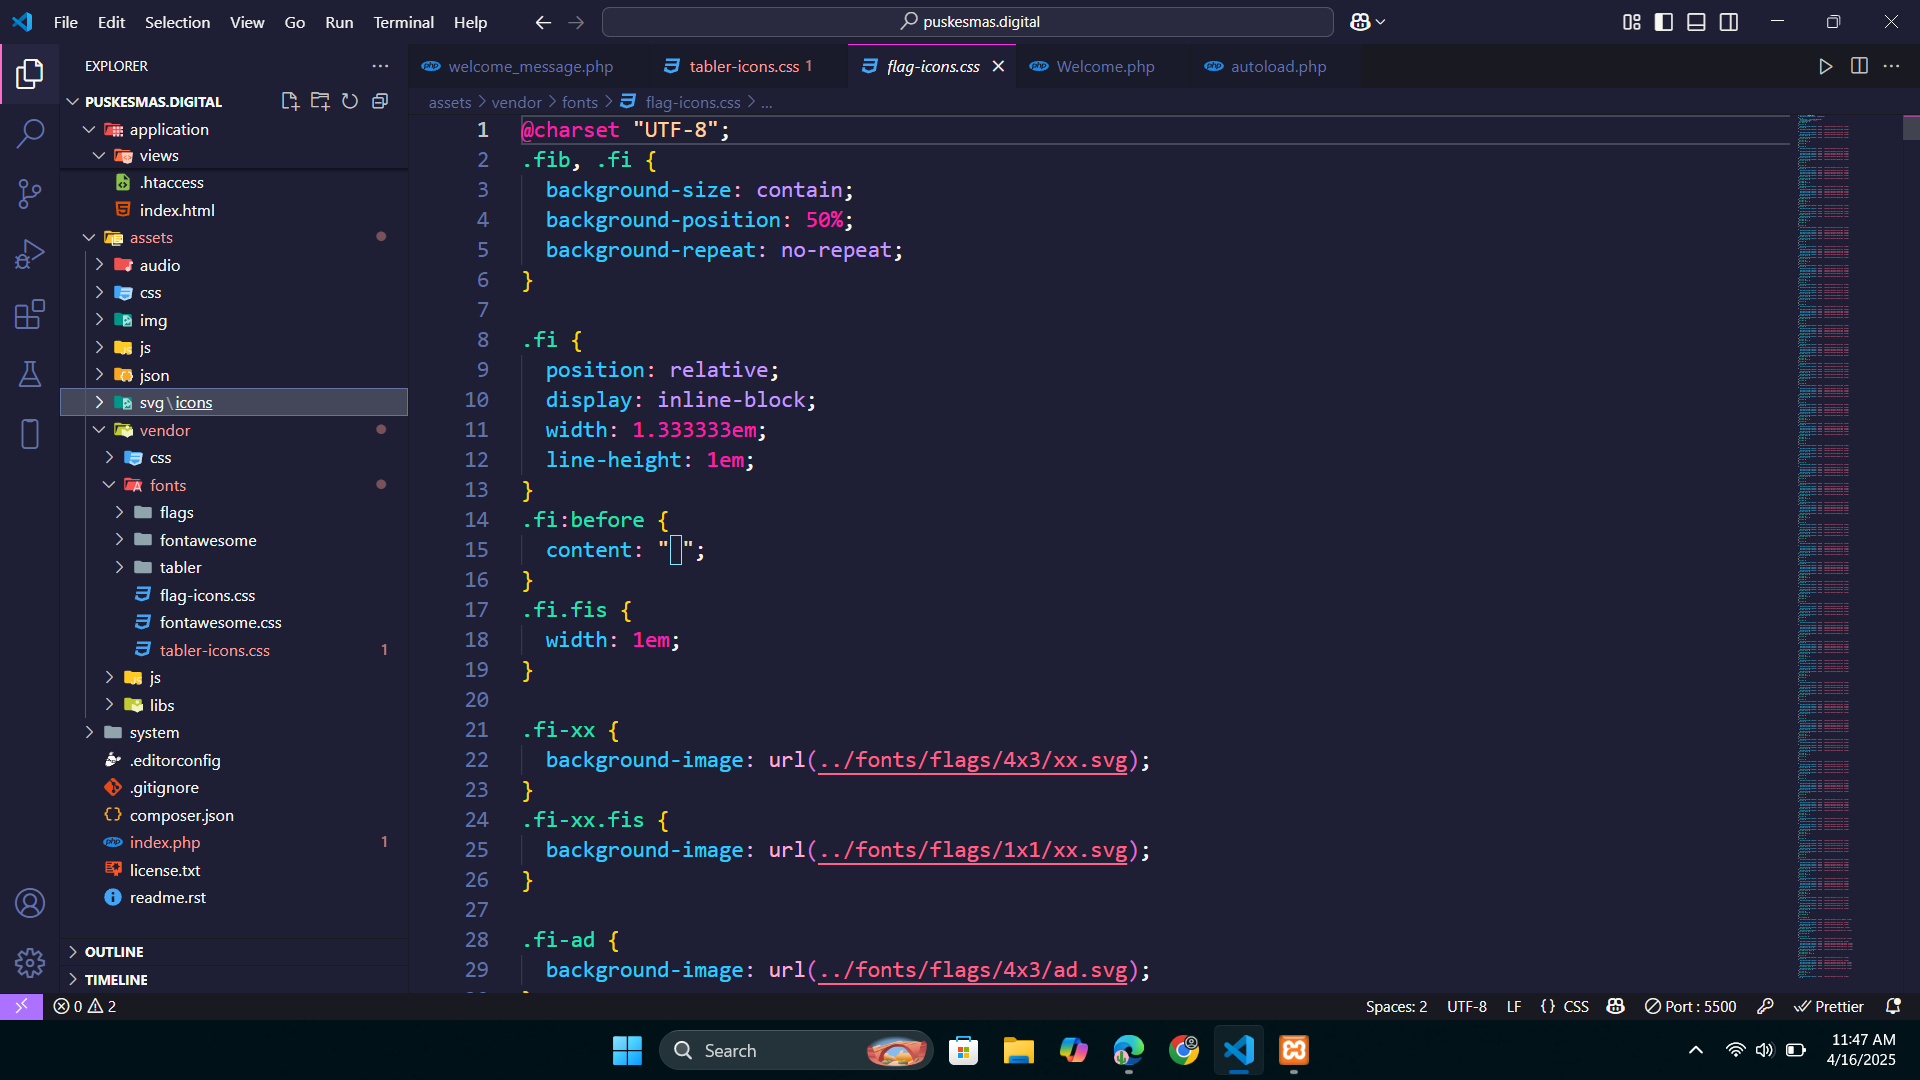 File Edit Selection View Go Run Terminal Help
puskesmas.digital
EXPLORER
welcome_message.php
tabler-icons.css 1
flag-icons.css
Welcome.php
autoload.php
PUSKESMAS.DIGITAL
assets > vendor > fonts > flag-icons.css > ...
application
views
.htaccess
index.html
assets
audio
css
img
js
json
svg\icons
vendor
css
fonts
flags
fontawesome
tabler
flag-icons.css
fontawesome.css
tabler-icons.css 1
js
libs
system
.editorconfig
.gitignore
composer.json
index.php 1
license.txt
readme.rst
OUTLINE
TIMELINE
1 @charset "UTF-8";
2 .fib, .fi {
3 background-size: contain;
4 background-position: 50%;
5 background-repeat: no-repeat;
6 }
7
8 .fi {
9 position: relative;
10 display: inline-block;
11 width: 1.333333em;
12 line-height: 1em;
13 }
14 .fi:before {
15 content: " ";
16 }
17 .fi.fis {
18 width: 1em;
19 }
20
21 .fi-xx {
22 background-image: url(../fonts/flags/4x3/xx.svg);
23 }
24 .fi-xx.fis {
25 background-image: url(../fonts/flags/1x1/xx.svg);
26 }
27
28 .fi-ad {
29 background-image: url(../fonts/flags/4x3/ad.svg);
0 2
Spaces: 2 UTF-8 LF {} CSS Port : 5500 Prettier
Search
11:47 AM
4/16/2025